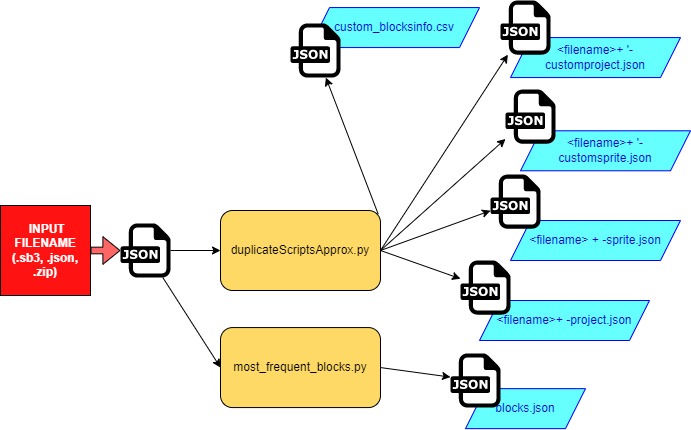 custom_blocksinfo.csv
JSON
<filename>+ '-
customproject.json
JSON
<filename>+ '-
customsprite.json
JSON
INPUT
FILENAME
(.sb3, .json,
.zip)
JSON
duplicateScriptsApprox.py
<filename> + -sprite.json
JSON
<filename>+ -project.json
JSON
most_frequent_blocks.py
JSON
blocks.json